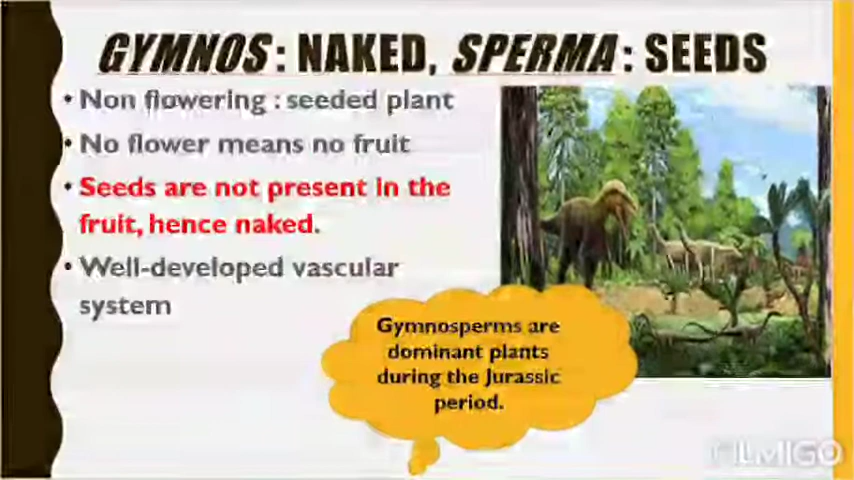 GYMNOS : NAKED, SPERMA : SEEDS
• Non flowering : seeded plant
• No flower means no fruit
• Seeds are not present in the
fruit, hence naked.
• Well-developed vascular
system
Gymnosperms are
dominant plants
during the Jurassic
period.
FILMIGO